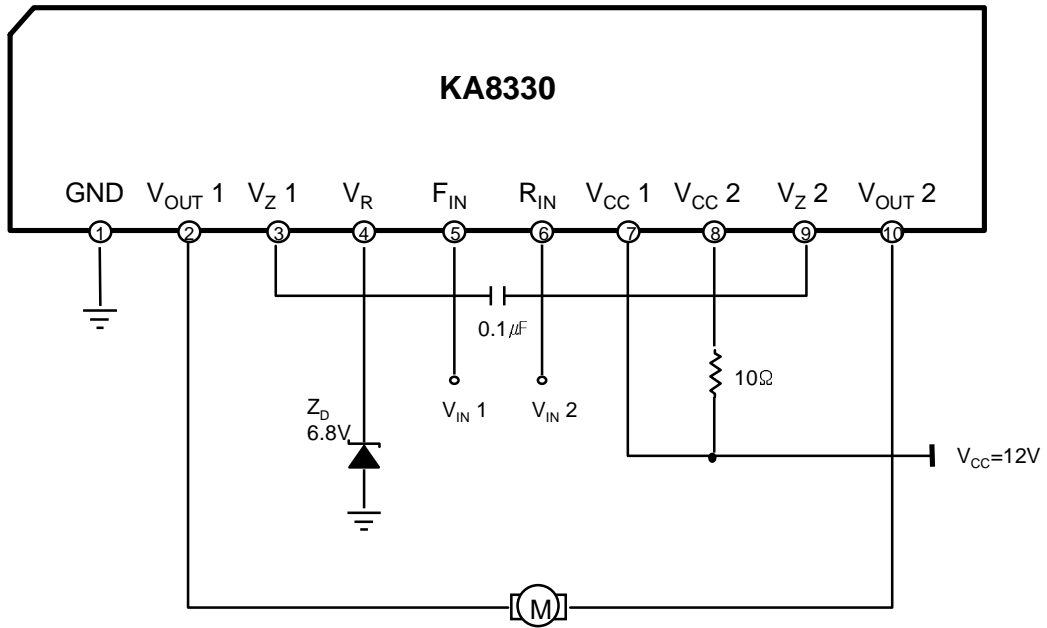 KA8330
GND V_OUT 1 V_Z 1 V_R F_IN R_IN V_CC 1 V_CC 2 V_Z 2 V_OUT 2
1 2 3 4 5 6 7 8 9 10
0.1μF
10Ω
Z_D
6.8V
V_IN 1 V_IN 2
V_CC=12V
M